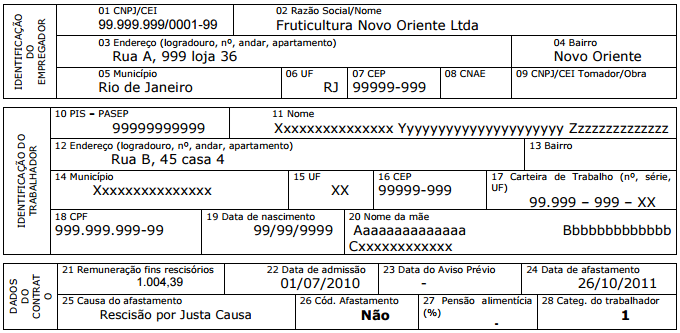 IDENTIFICAÇÃO DO EMPREGADOR
01 CNPJ/CEI 02 Razão Social/Nome
99.999.999/0001-99 Fruticultura Novo Oriente Ltda
03 Endereço (logradouro, nº, andar, apartamento) 04 Bairro
Rua A, 999 loja 36 Novo Oriente
05 Município 06 UF 07 CEP 08 CNAE 09 CNPJ/CEI Tomador/Obra
Rio de Janeiro RJ 99999-999
IDENTIFICAÇÃO DO TRABALHADOR
10 PIS – PASEP 11 Nome
99999999999 Xxxxxxxxxxxxxxx Yyyyyyyyyyyyyyyyyyyyy Zzzzzzzzzzzzzz
12 Endereço (logradouro, nº, andar, apartamento) 13 Bairro
Rua B, 45 casa 4
14 Município 15 UF 16 CEP 17 Carteira de Trabalho (nº, série, UF)
Xxxxxxxxxxxxxx XX 99999-999 99.999 – 999 – XX
18 CPF 19 Data de nascimento 20 Nome da mãe
999.999.999-99 99/99/9999 Aaaaaaaaaaaaaa Bbbbbbbbbbbbb
Cxxxxxxxxxxxx
DADOS DO CONTRAT O
21 Remuneração fins rescisórios 22 Data de admissão 23 Data do Aviso Prévio 24 Data de afastamento
1.004,39 01/07/2010 - 26/10/2011
25 Causa do afastamento 26 Cód. Afastamento 27 Pensão alimentícia (%) 28 Categ. do trabalhador
Rescisão por Justa Causa Não - 1